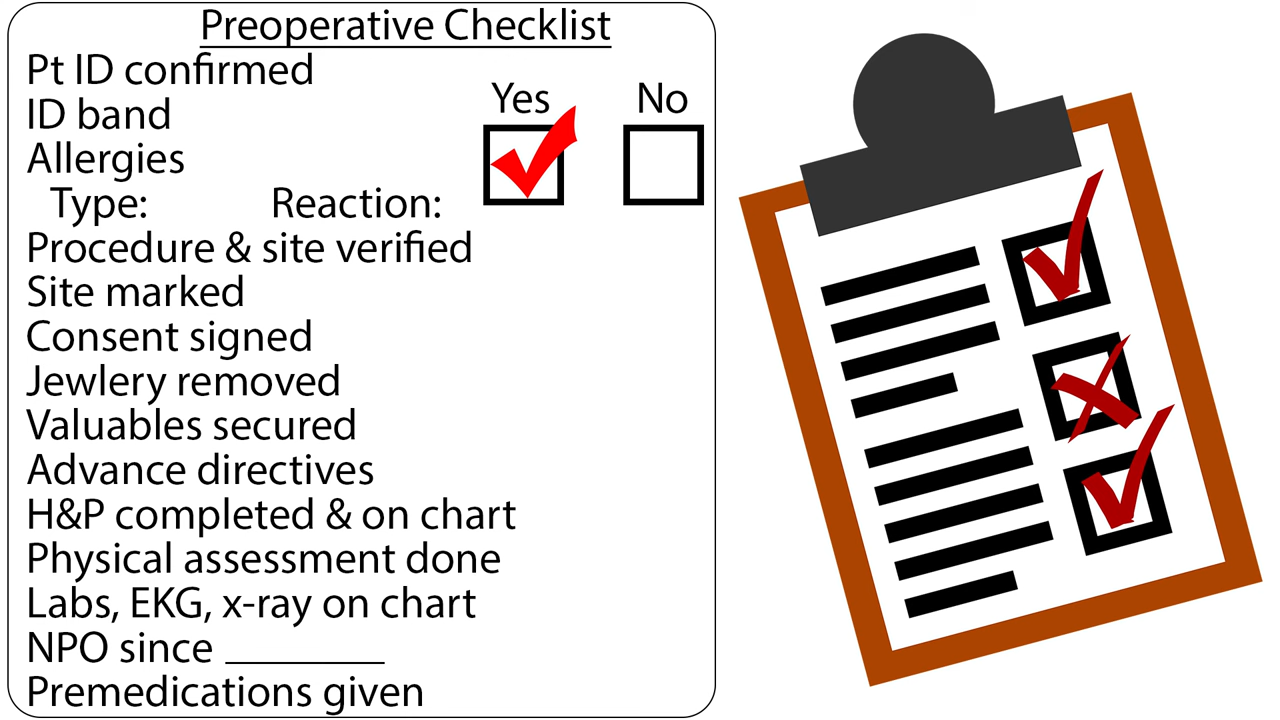 Preoperative Checklist
Pt ID confirmed
Yes No
ID band
Allergies
Type: Reaction:
Procedure & site verified
Site marked
Consent signed
Jewlery removed
Valuables secured
Advance directives
H&P completed & on chart
Physical assessment done
Labs, EKG, x-ray on chart
NPO since ________
Premedications given